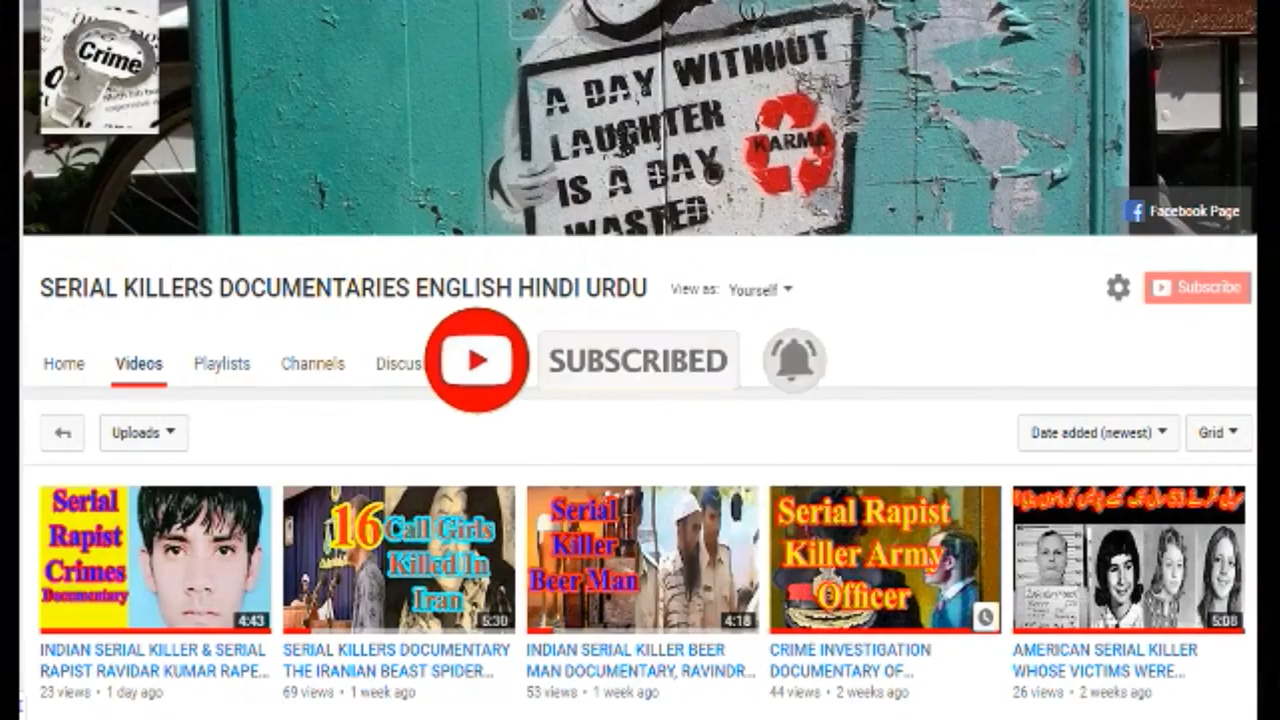 Crime
A DAY WITHOUT
LAUGHTER
IS A DAY
WASTED
KARMA
Facebook Page
SERIAL KILLERS DOCUMENTARIES ENGLISH HINDI URDU
View as: Yourself
Subscribe
Home Videos Playlists Channels Discus
SUBSCRIBED
Uploads
Date added (newest) Grid
Serial
Rapist
Crimes
Documentary
4:43
16 Call Girls
Killed In
Iran
5:30
Serial
Killer
Beer Man
4:18
Serial Rapist
Killer Army
Officer
5:08
INDIAN SERIAL KILLER & SERIAL
RAPIST RAVIDAR KUMAR RAPE...
23 views • 1 day ago
SERIAL KILLERS DOCUMENTARY
THE IRANIAN BEAST SPIDER...
69 views • 1 week ago
INDIAN SERIAL KILLER BEER
MAN DOCUMENTARY, RAVINDR...
53 views • 1 week ago
CRIME INVESTIGATION
DOCUMENTARY OF...
44 views • 2 weeks ago
AMERICAN SERIAL KILLER
WHOSE VICTIMS WERE...
26 views • 2 weeks ago